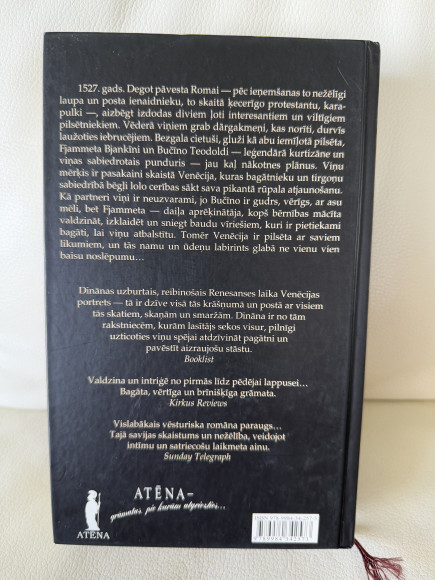 1527. gads. Degot pāvesta Romai — pēc ieņemšanas to nežēlīgi
laupa un posta ienaidnieku, to skaitā ķecerīgo protestantu, kara-
pulki —, aizbēgt izdodas diviem ļoti interesantiem un viltīgiem
pilsētniekiem. Vēderā viņiem grab dārgakmeņi, kas norīti, durvīs
laužoties iebrucējiem. Bezgala cietuši, gluži kā abu iemīļotā pilsēta,
Fjammeta Bjankīni un Bučīno Teodoldi — leģendārā kurtizāne un
viņas sabiedrotais punduris — jau kaļ nākotnes plānus. Viņu
mērķis ir pasakaini skaistā Venēcija, kuras bagātnieku un tirgoņu
sabiedrībā bēgļi lolo cerības sākt sava pikantā rūpala atjaunošanu.
Kā partneri viņi ir neuzvarami, jo Bučīno ir gudrs, vērīgs, ar asu
mēli, bet Fjammeta — daiļa aprēķinātāja, kopš bērnības mācīta
valdzināt, izklaidēt un sniegt baudu vīriešiem, kuri ir pietiekami
bagāti, lai viņu atbalstītu. Tomēr Venēcija ir pilsēta ar saviem
likumiem, un tās namu un ūdeņu labirints glabā ne vienu vien
baisu noslēpumu...
Dinānas uzburtais, reibinošais Renesanses laika Venēcijas
portrets — tā ir dzīve visā tās krāšņumā un postā ar visiem
tās skatiem, skaņām un smaržām. Dināna ir no tām
rakstniecēm, kurām lasītājs sekos visur, pilnīgi
uzticoties viņu spējai atdzīvināt pagātni un
pavēstīt aizraujošu stāstu.
Booklist
Valdzina un intriģē no pirmās līdz pēdējai lappusei...
Bagāta, vērtīga un brīnišķīga grāmata.
Kirkus Reviews
Vislabākais vēsturiska romāna paraugs...
Tajā savijas skaistums un nežēlība, veidojot
intīmu un satriecošu laikmeta ainu.
Sunday Telegraph
ATĒNA–
grāmatas, pie kurām atgriezties...
ATĒNA